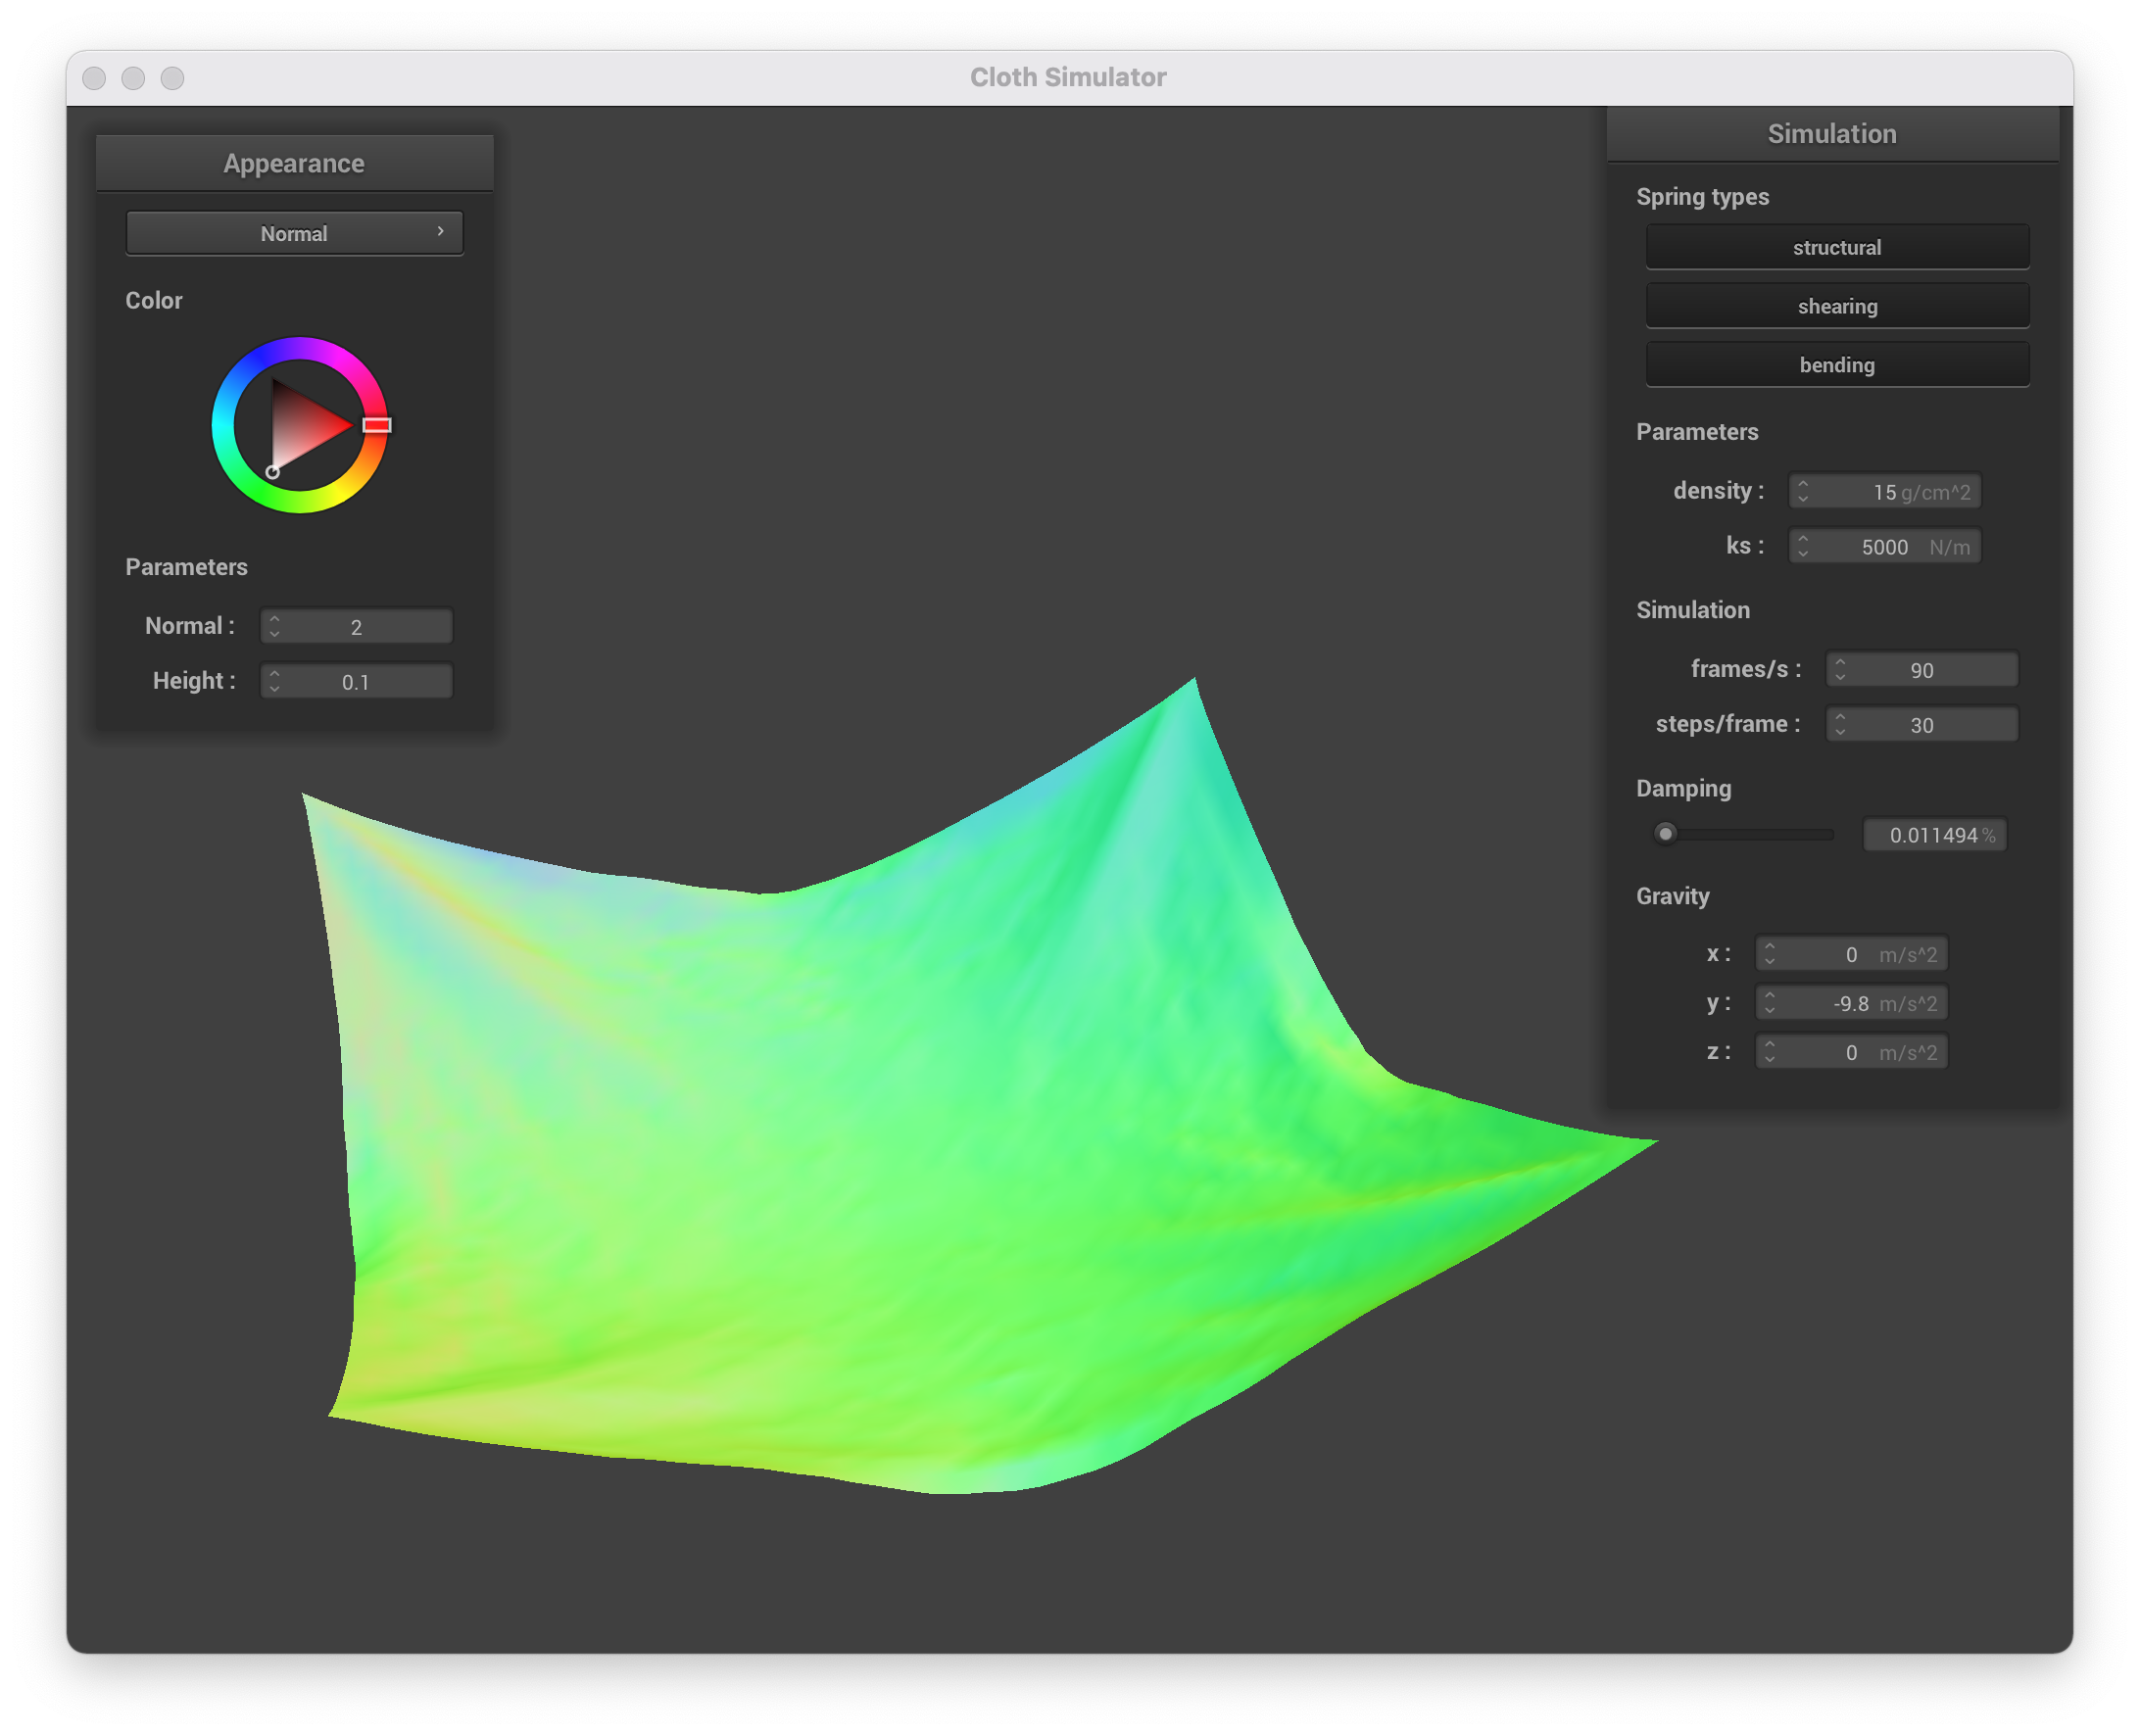 Cloth Simulator
Appearance
Normal
Color
Parameters
Normal : 2
Height : 0.1
Simulation
Spring types
structural
shearing
bending
Parameters
density : 15 g/cm^2
ks : 5000 N/m
Simulation
frames/s : 90
steps/frame : 30
Damping
0.011494 %
Gravity
x : 0 m/s^2
y : -9.8 m/s^2
z : 0 m/s^2